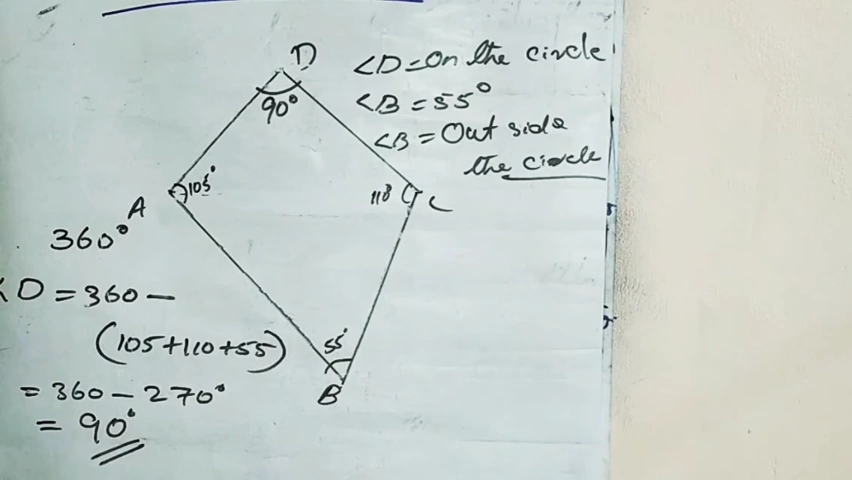 D
∠D = on the circle
90°
∠B = 55°
∠B = Out side
the circle
105°
110
A
C
360°
∠D = 360 -
(105+110+55)
55°
= 360 - 270°
B
= 90°